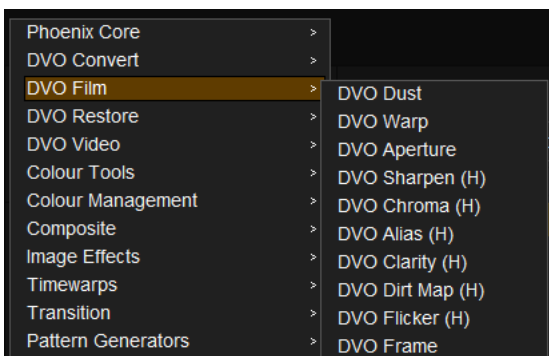 Phoenix Core >
DVO Convert >
DVO Film >
DVO Restore >
DVO Video >
Colour Tools >
Colour Management >
Composite >
Image Effects >
Timewarps >
Transition >
Pattern Generators >
DVO Dust
DVO Warp
DVO Aperture
DVO Sharpen (H)
DVO Chroma (H)
DVO Alias (H)
DVO Clarity (H)
DVO Dirt Map (H)
DVO Flicker (H)
DVO Frame